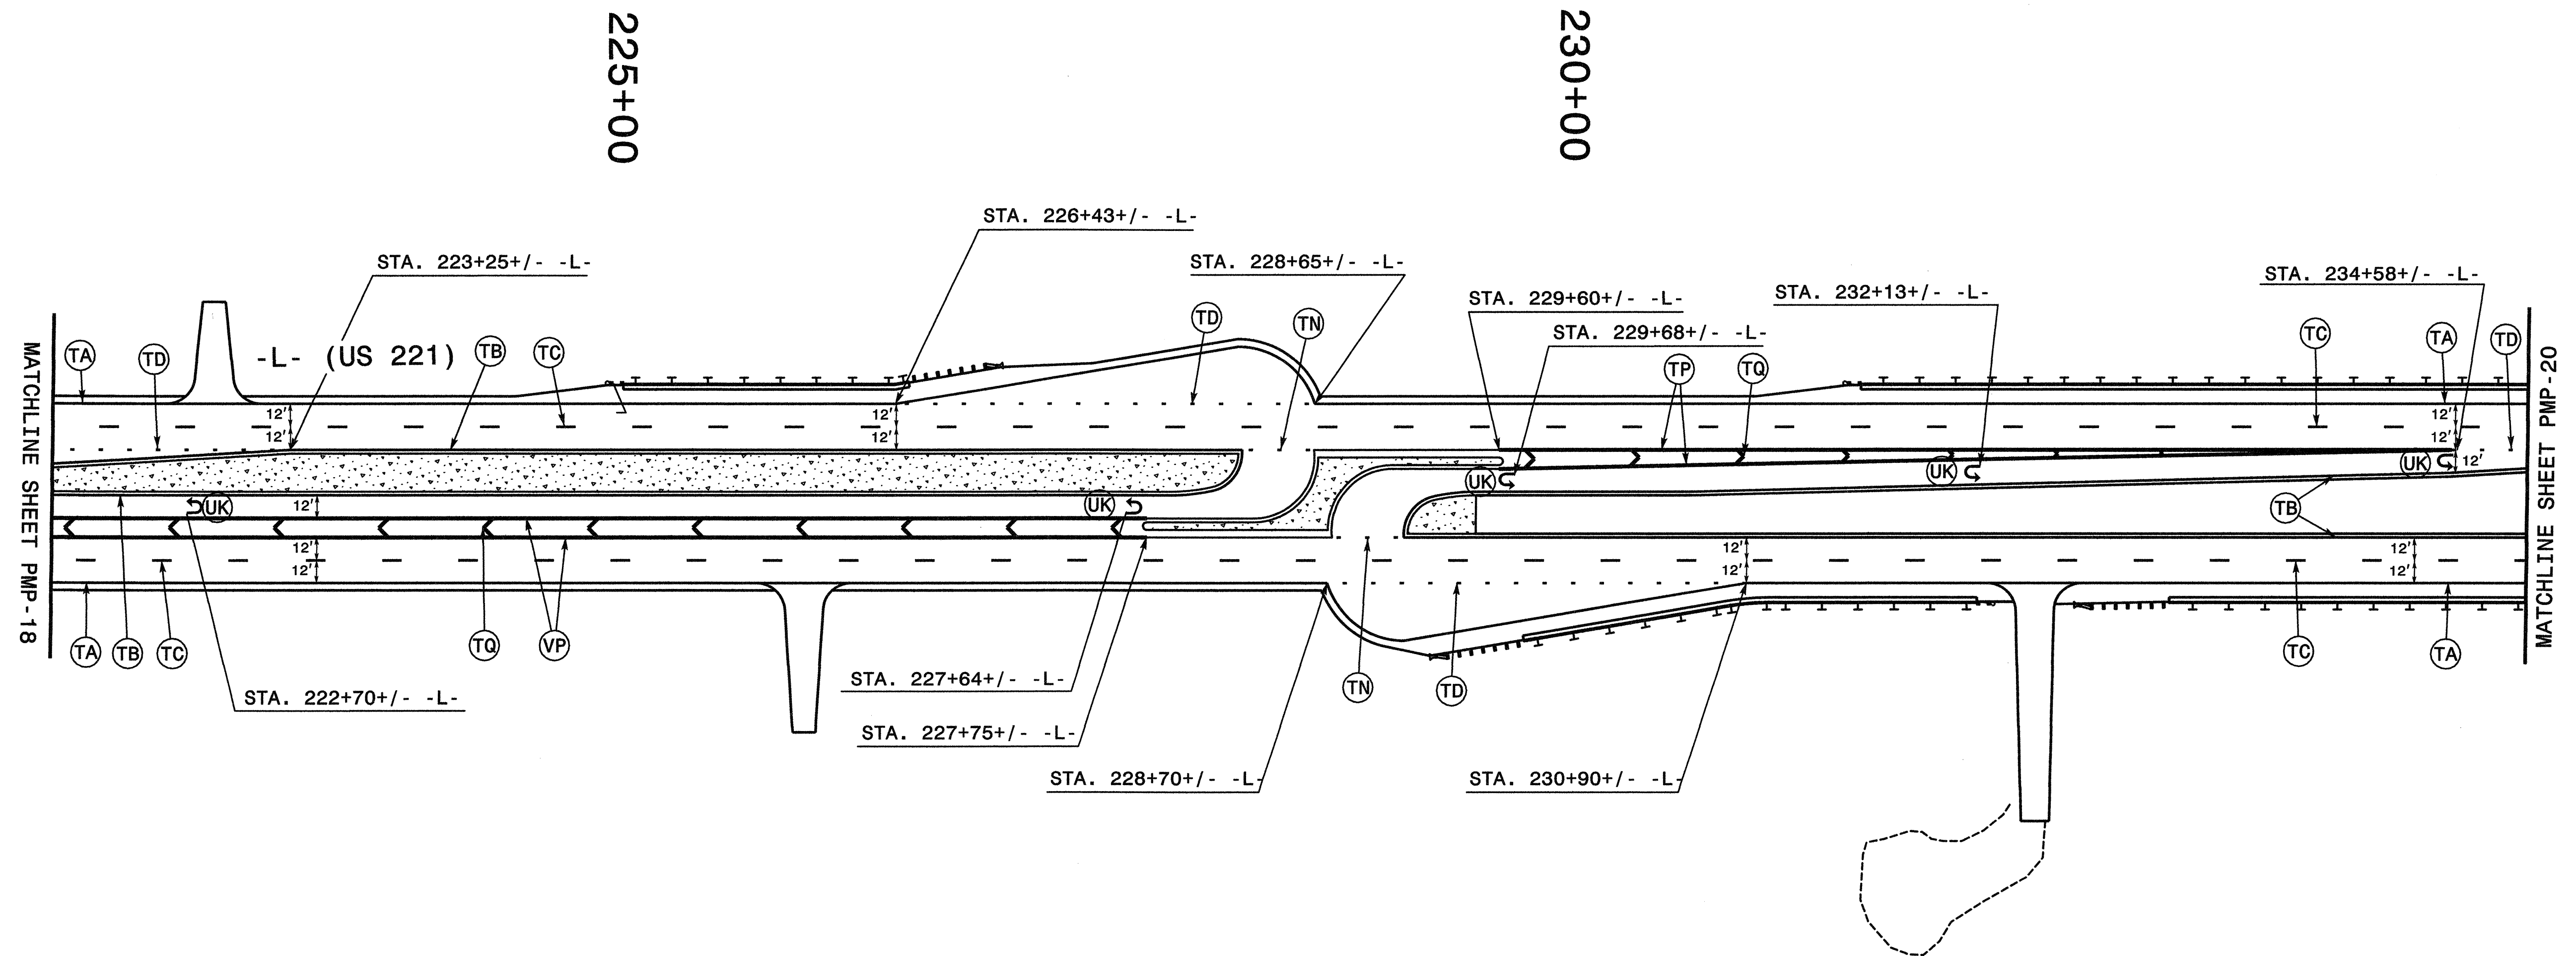 225+00
230+00
STA. 226+43+/- -L-
STA. 223+25+/- -L-
STA. 228+65+/- -L-
STA. 229+60+/- -L-
STA. 232+13+/- -L-
STA. 234+58+/- -L-
STA. 229+68+/- -L-
MATCHLINE SHEET PMP-18
TA
TD
-L- (US 221)
TB
TC
TD
TN
TP
TQ
TC
TA
TD
MATCHLINE SHEET PMP-20
12'
12'
12'
12'
12'
12'
12'
UK
UK
UK
UK
UK
12'
TB
12'
12'
12'
12'
12'
12'
TA
TB
TC
TQ
VP
TN
TD
TC
TA
STA. 222+70+/- -L-
STA. 227+64+/- -L-
STA. 227+75+/- -L-
STA. 228+70+/- -L-
STA. 230+90+/- -L-